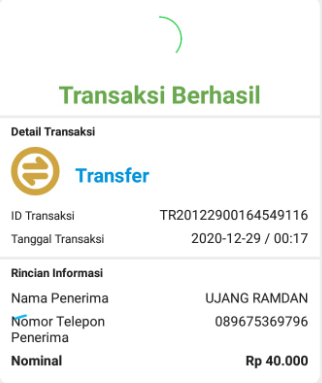 Transaksi Berhasil
Detail Transaksi
Transfer
ID Transaksi TR20122900164549116
Tanggal Transaksi 2020-12-29 / 00:17
Rincian Informasi
Nama Penerima UJANG RAMDAN
Nomor Telepon 089675369796
Penerima
Nominal Rp 40.000